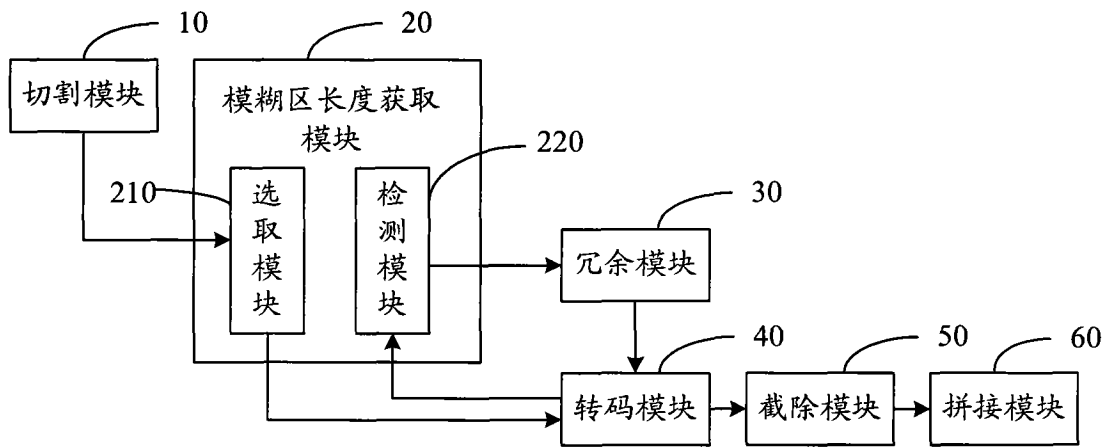 10
20
切割模块
模糊区长度获取
模块
220
210
选取模块
检测模块
30
冗余模块
40
50
60
转码模块
截除模块
拼接模块